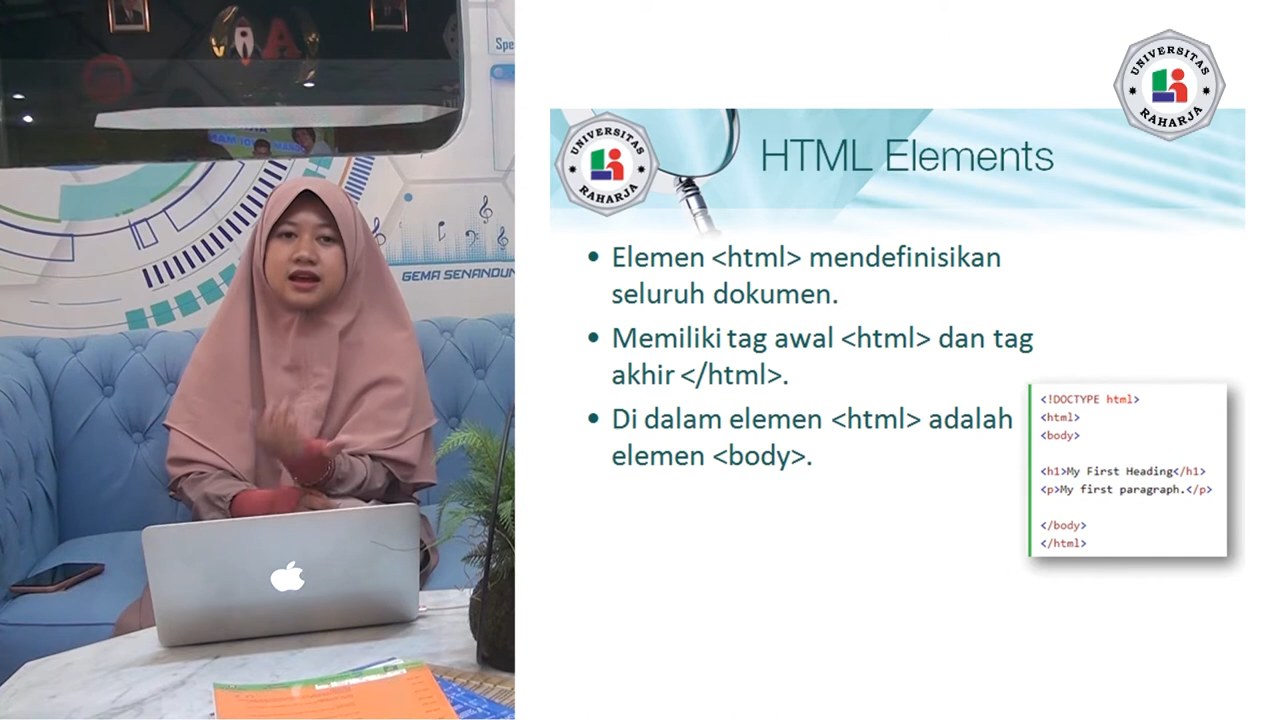 Spe
GEMA SENANDUN
UNIVERSITAS
RAHARJA
UNIVERSITAS
RAHARJA
HTML Elements
• Elemen <html> mendefinisikan
seluruh dokumen.
• Memiliki tag awal <html> dan tag
akhir </html>.
• Di dalam elemen <html> adalah
elemen <body>.
<!DOCTYPE html>
<html>
<body>
<h1>My First Heading</h1>
<p>My first paragraph.</p>
</body>
</html>